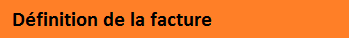 Définition de la facture